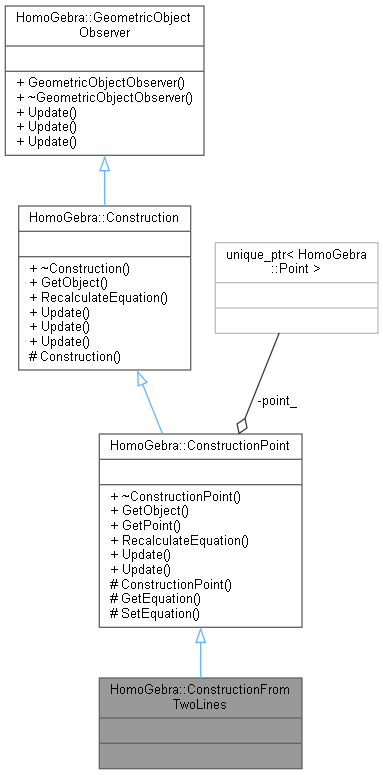 HomoGebra::GeometricObject
Observer
+ GeometricObjectObserver()
+ ~GeometricObjectObserver()
+ Update()
+ Update()
+ Update()
HomoGebra::Construction
+ ~Construction()
+ GetObject()
+ RecalculateEquation()
+ Update()
+ Update()
+ Update()
# Construction()
unique_ptr< HomoGebra
::Point >
-point_
HomoGebra::ConstructionPoint
+ ~ConstructionPoint()
+ GetObject()
+ GetPoint()
+ RecalculateEquation()
+ Update()
+ Update()
# ConstructionPoint()
# GetEquation()
# SetEquation()
HomoGebra::ConstructionFrom
TwoLines